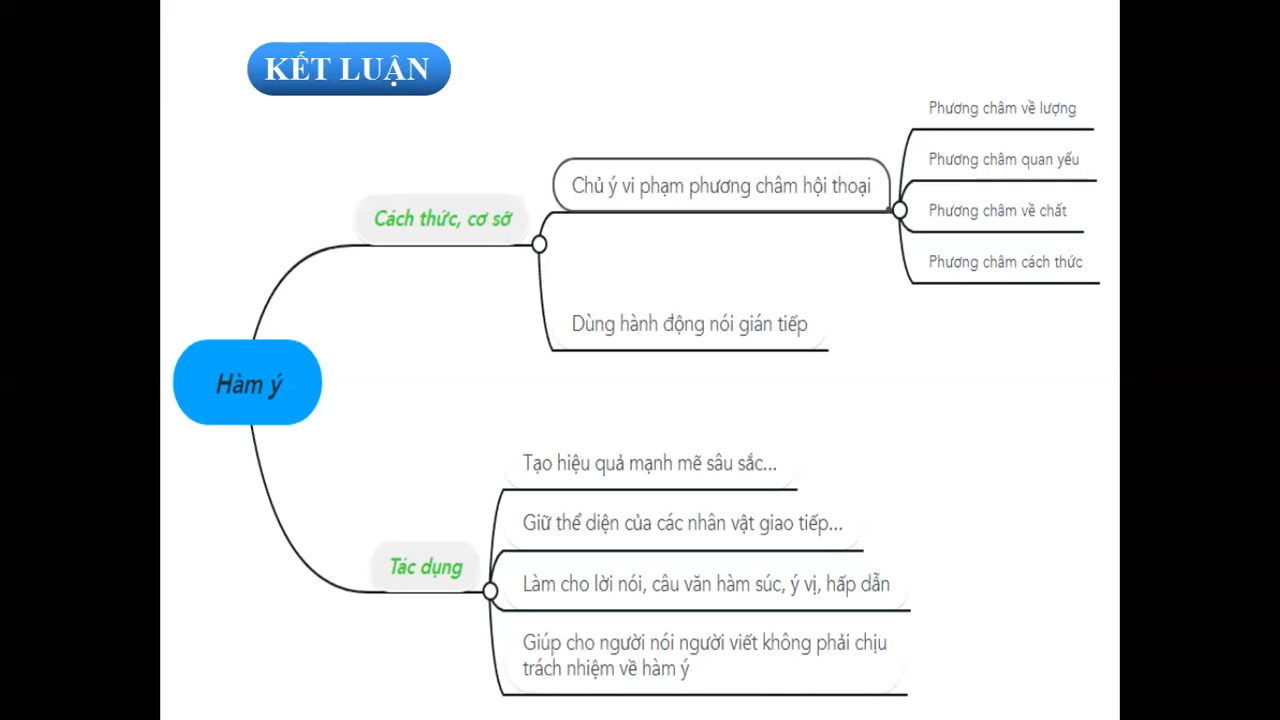 KẾT LUẬN
Hàm ý
Cách thức, cơ sở
Chủ ý vi phạm phương châm hội thoại
Phương châm về lượng
Phương châm quan yếu
Phương châm về chất
Phương châm cách thức
Dùng hành động nói gián tiếp
Tác dụng
Tạo hiệu quả mạnh mẽ sâu sắc...
Giữ thể diện của các nhân vật giao tiếp...
Làm cho lời nói, câu văn hàm súc, ý vị, hấp dẫn
Giúp cho người nói người viết không phải chịu
trách nhiệm về hàm ý